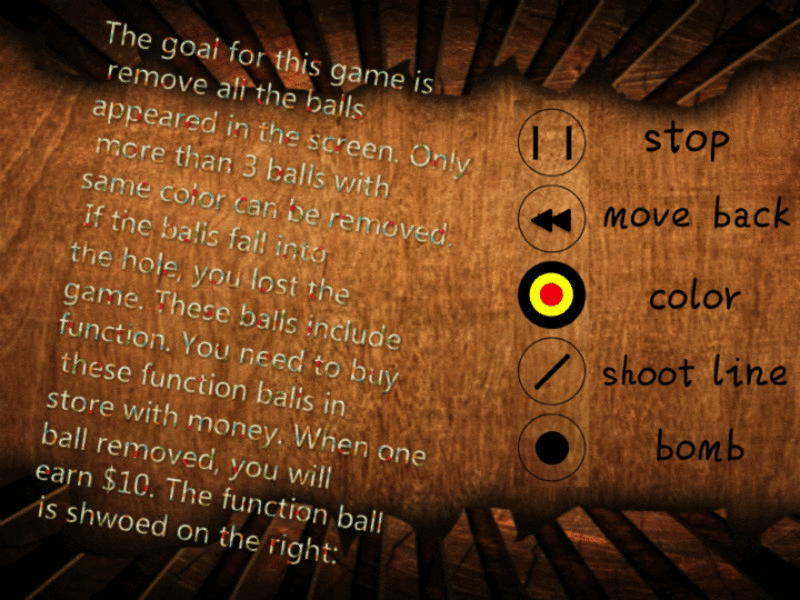 The goal for this game is
remove all the balls
appeared in the screen. Only
more than 3 balls with
same color can be removed.
If the balls fall into
the hole, you lost the
game. These balls include
function. You need to buy
these function balls in
store with money. When one
ball removed, you will
earn $10. The function ball
is shwoed on the right:
stop
move back
color
shoot line
bomb